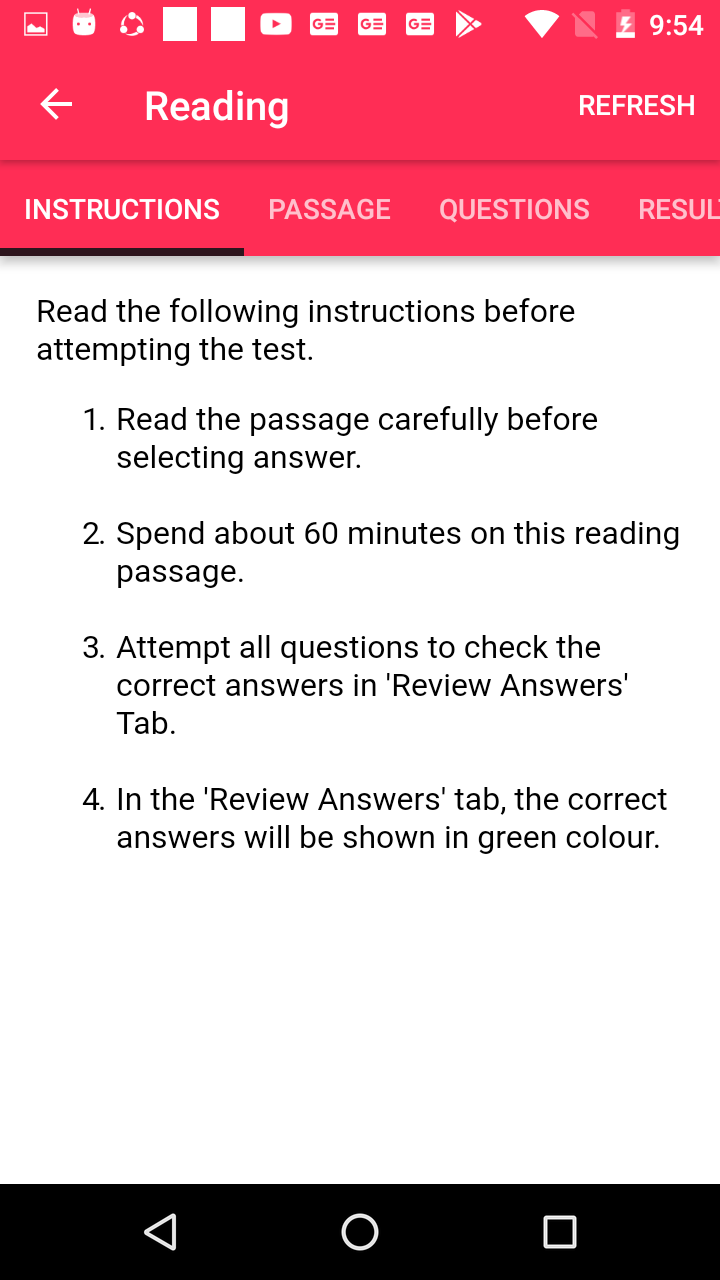 9:54
Reading
REFRESH
INSTRUCTIONS PASSAGE QUESTIONS RESUL
Read the following instructions before
attempting the test.
1. Read the passage carefully before
selecting answer.
2. Spend about 60 minutes on this reading
passage.
3. Attempt all questions to check the
correct answers in 'Review Answers'
Tab.
4. In the 'Review Answers' tab, the correct
answers will be shown in green colour.